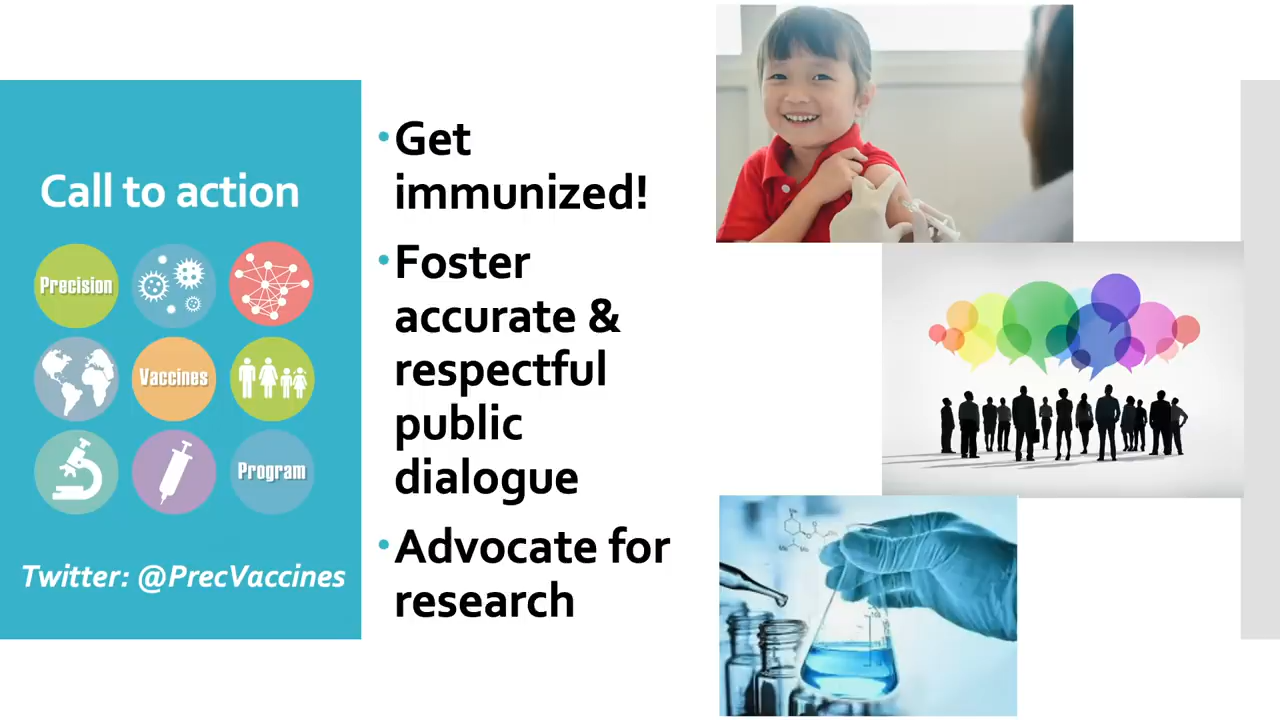 Call to action
Precision
Vaccines
Program
Twitter: @PrecVaccines
•Get
immunized!
•Foster
accurate &
respectful
public
dialogue
•Advocate for
research